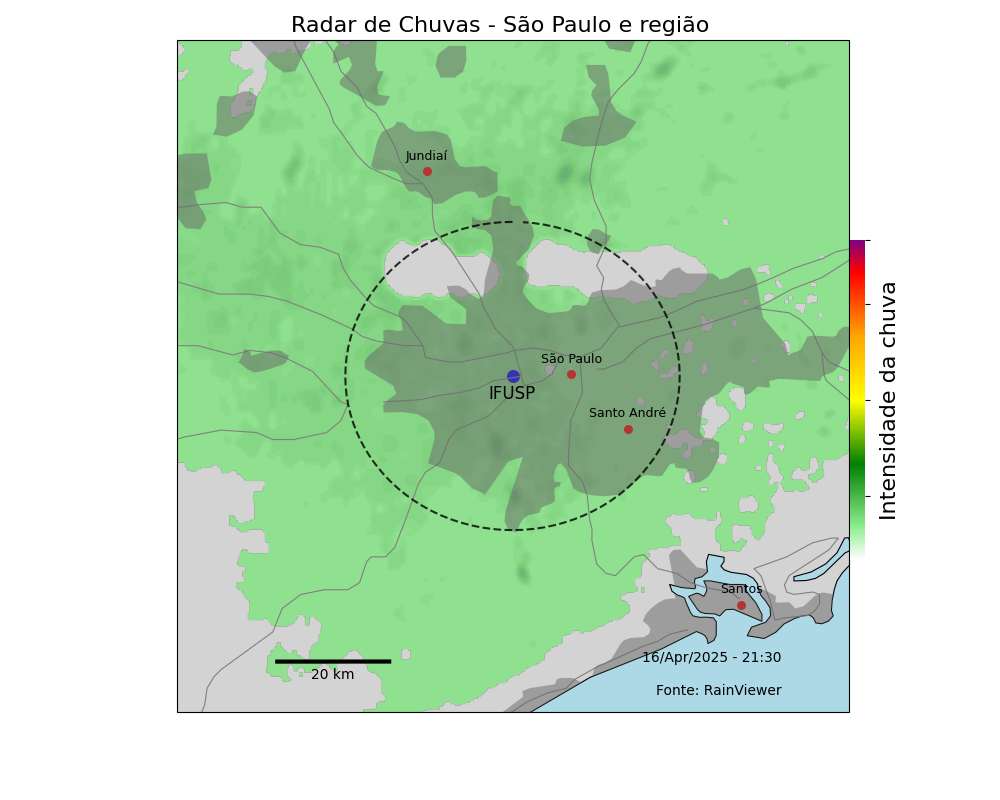 Radar de Chuvas - São Paulo e região
Jundiaí
São Paulo
IFUSP
Santo André
Intensidade da chuva
Santos
16/Apr/2025 - 21:30
20 km
Fonte: RainViewer